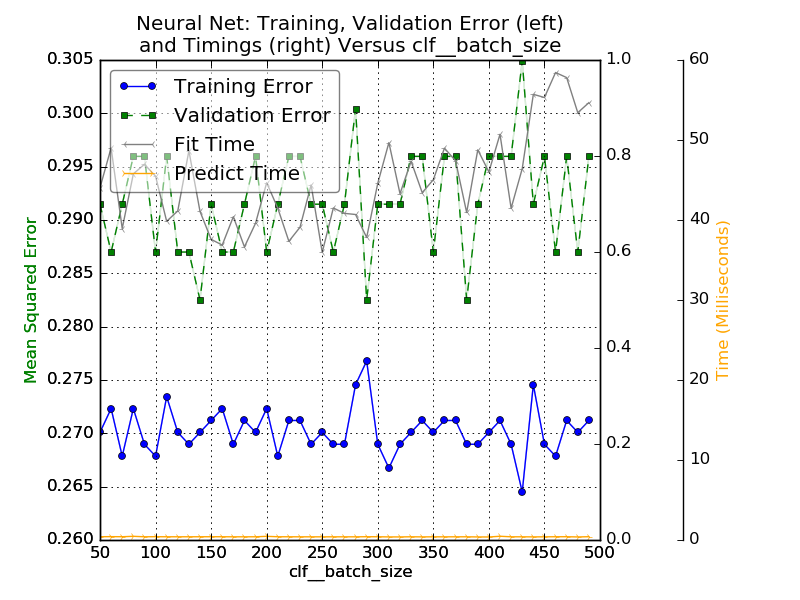 Neural Net: Training, Validation Error (left)
and Timings (right) Versus clf__batch_size
Training Error
Validation Error
Fit Time
Predict Time
Mean Squared Error
0.305
0.300
0.295
0.290
0.285
0.280
0.275
0.270
0.265
0.260
1.0
0.8
0.6
0.4
0.2
0.0
60
50
40
30
20
10
0
Time (Milliseconds)
50 100 150 200 250 300 350 400 450 500
clf__batch_size